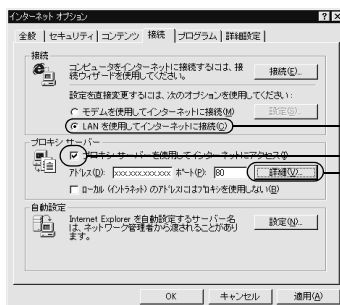 インターネット オプション
全般 セキュリティ コンテンツ 接続 プログラム 詳細設定
接続
コンピュータをインターネットに接続するには、接続ウィザードを使用してください。
接続(E)...
設定を直接変更するには、次のオプションを使用してください:
モデムを使用してインターネットに接続(M)
設定(S)...
LAN を使用してインターネットに接続(C)
プロキシ サーバー
プロキシ サーバーを使用してインターネットにアクセス(I)
アドレス(D): xxx.xxx.xxx.xxx ポート(P): 80 詳細(V)...
ローカル (イントラネット) のアドレスにはプロキシを使用しない(B)
自動設定
Internet Explorer を自動設定するサーバー名は、ネットワーク管理者から渡されることがあります。
設定(N)...
OK キャンセル 適用(A)